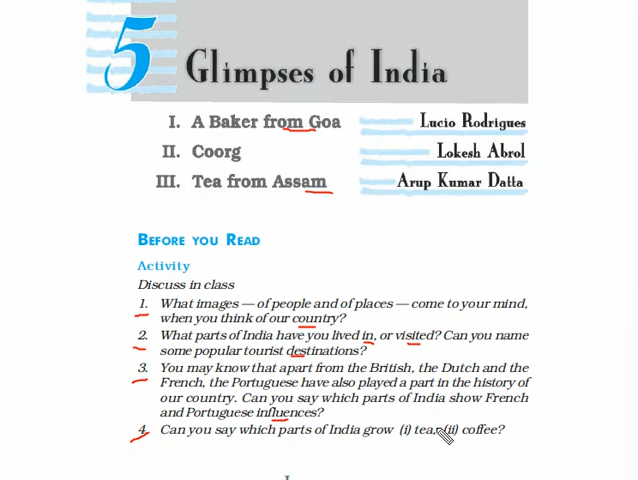 5 Glimpses of India
I. A Baker from Goa Lucio Rodrigues
II. Coorg Lokesh Abrol
III. Tea from Assam Arup Kumar Datta
BEFORE YOU READ
Activity
Discuss in class
1. What images — of people and of places — come to your mind,
when you think of our country?
2. What parts of India have you lived in, or visited? Can you name
some popular tourist destinations?
3. You may know that apart from the British, the Dutch and the
French, the Portuguese have also played a part in the history of
our country. Can you say which parts of India show French
and Portuguese influences?
4. Can you say which parts of India grow (i) tea, (ii) coffee?